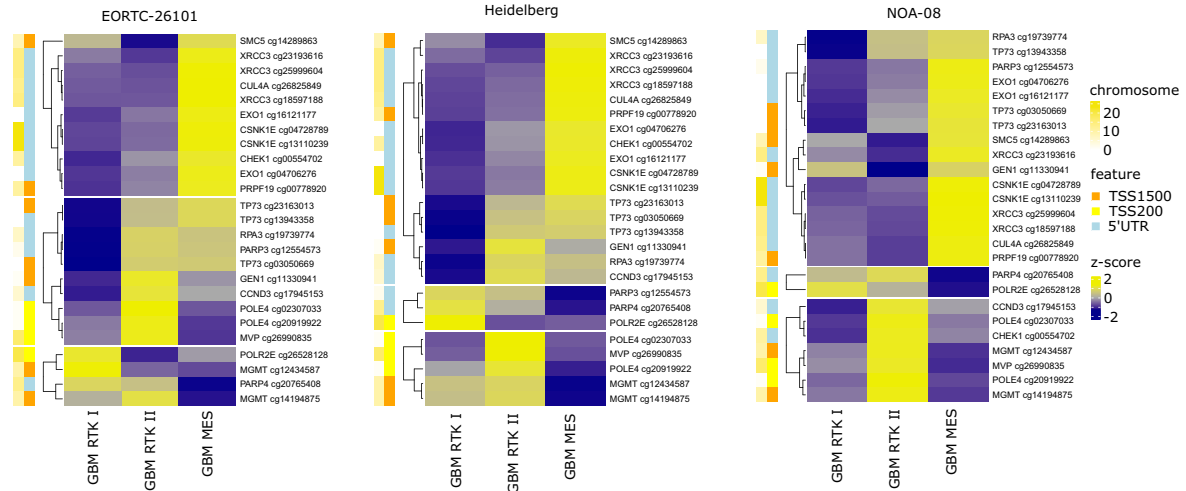 EORTC-26101
SMC5 cg14289863
XRCC3 cg23193616
XRCC3 cg25999604
CUL4A cg26825849
XRCC3 cg18597188
EXO1 cg16121177
CSNK1E cg04728789
CSNK1E cg13110239
CHEK1 cg00554702
EXO1 cg04706276
PRPF19 cg00778920
TP73 cg23163013
TP73 cg13943358
RPA3 cg19739774
PARP3 cg12554573
TP73 cg03050669
GEN1 cg11330941
CCND3 cg17945153
POLE4 cg02307033
POLE4 cg20919922
MVP cg26990835
POLR2E cg26528128
MGMT cg12434587
PARP4 cg20765408
MGMT cg14194875
GBM RTK I
GBM RTK II
GBM MES
Heidelberg
SMC5 cg14289863
XRCC3 cg23193616
XRCC3 cg25999604
XRCC3 cg18597188
CUL4A cg26825849
PRPF19 cg00778920
EXO1 cg04706276
CHEK1 cg00554702
EXO1 cg16121177
CSNK1E cg04728789
CSNK1E cg13110239
TP73 cg23163013
TP73 cg03050669
TP73 cg13943358
GEN1 cg11330941
RPA3 cg19739774
CCND3 cg17945153
PARP3 cg12554573
PARP4 cg20765408
POLR2E cg26528128
POLE4 cg02307033
MVP cg26990835
POLE4 cg20919922
MGMT cg12434587
MGMT cg14194875
GBM RTK I
GBM RTK II
GBM MES
NOA-08
RPA3 cg19739774
TP73 cg13943358
PARP3 cg12554573
EXO1 cg04706276
EXO1 cg16121177
TP73 cg03050669
TP73 cg23163013
SMC5 cg14289863
XRCC3 cg23193616
GEN1 cg11330941
CSNK1E cg04728789
CSNK1E cg13110239
XRCC3 cg25999604
XRCC3 cg18597188
CUL4A cg26825849
PRPF19 cg00778920
PARP4 cg20765408
POLR2E cg26528128
CCND3 cg17945153
POLE4 cg02307033
CHEK1 cg00554702
MGMT cg12434587
MVP cg26990835
POLE4 cg20919922
MGMT cg14194875
GBM RTK I
GBM RTK II
GBM MES
chromosome
20
10
0
feature
TSS1500
TSS200
5'UTR
z-score
2
0
-2